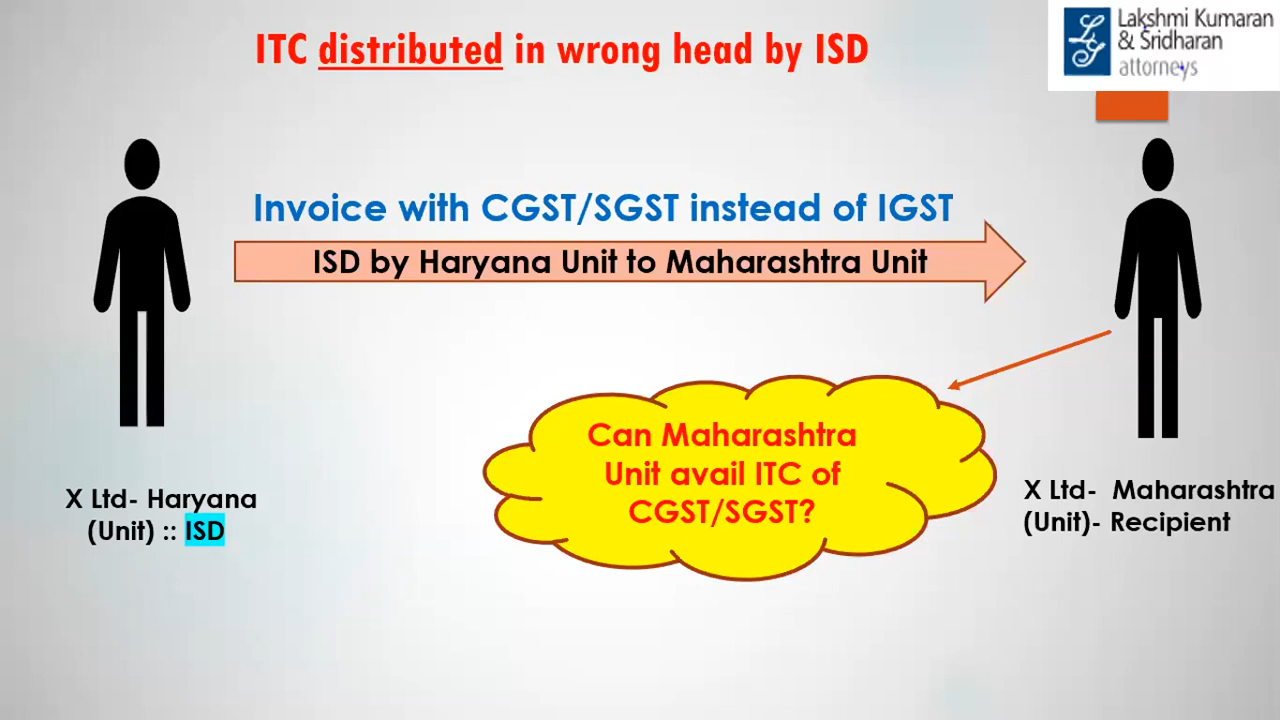 ITC distributed in wrong head by ISD
Lakshmi Kumaran
& Sridharan
attorneys
Invoice with CGST/SGST instead of IGST
ISD by Haryana Unit to Maharashtra Unit
Can Maharashtra
Unit avail ITC of
CGST/SGST?
X Ltd- Haryana
(Unit) :: ISD
X Ltd- Maharashtra
(Unit)- Recipient